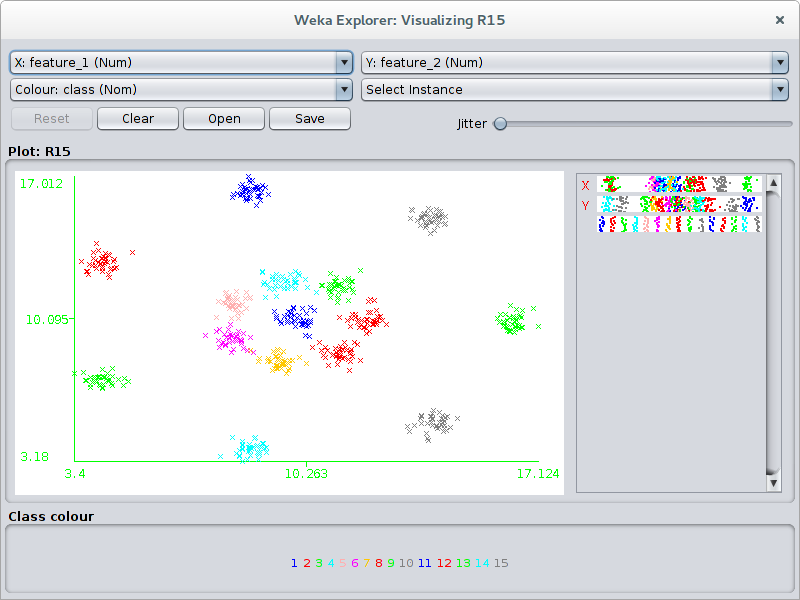 Weka Explorer: Visualizing R15 ×
X: feature_1 (Num) Y: feature_2 (Num)
Colour: class (Nom) Select Instance
Reset Clear Open Save Jitter
Plot: R15
17.012
10.095
3.18
3.4 10.263 17.124
X
Y
Class colour
1 2 3 4 5 6 7 8 9 10 11 12 13 14 15